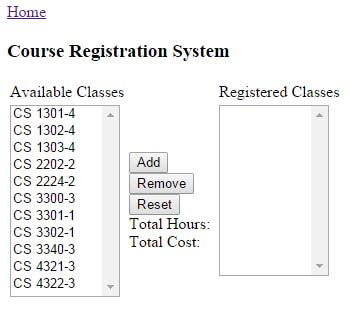 Home
Course Registration System
Available Classes
Registered Classes
CS 1301-4
CS 1302-4
CS 1303-4
CS 2202-2
CS 2224-2
CS 3300-3
CS 3301-1
CS 3302-1
CS 3340-3
CS 4321-3
CS 4322-3
Add
Remove
Reset
Total Hours:
Total Cost: